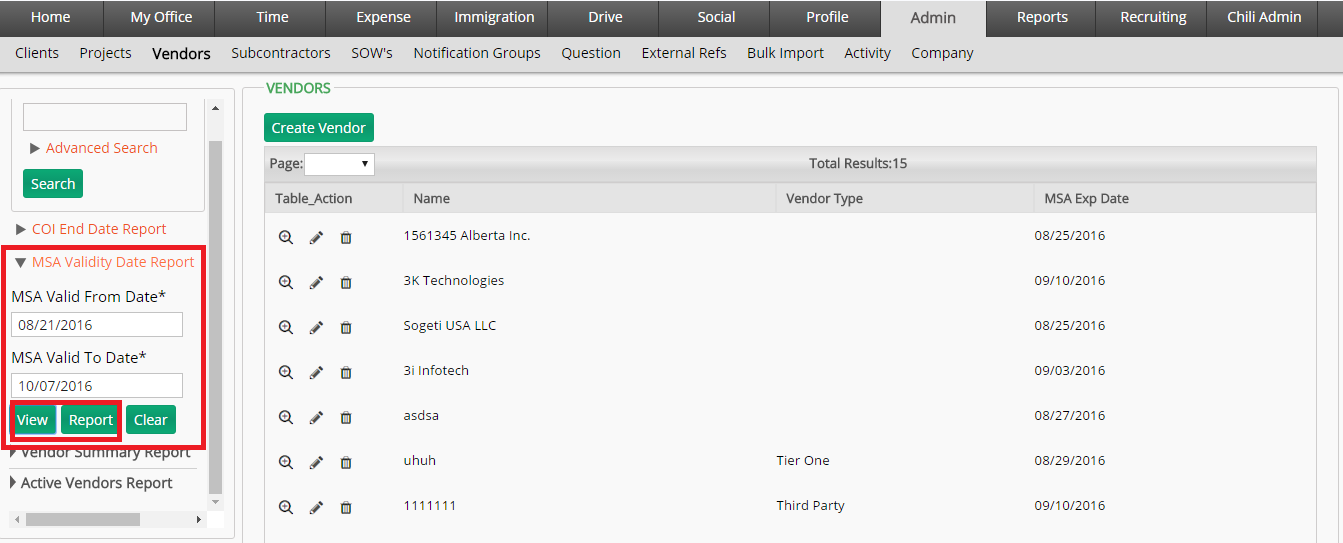 Home My Office Time Expense Immigration Drive Social Profile Admin Reports Recruiting Chili Admin
Clients Projects Vendors Subcontractors SOW's Notification Groups Question External Refs Bulk Import Activity Company
Advanced Search
Search
COI End Date Report
MSA Validity Date Report
MSA Valid From Date*
08/21/2016
MSA Valid To Date*
10/07/2016
View Report Clear
Vendor Summary Report
Active Vendors Report
VENDORS
Create Vendor
Page: Total Results:15
Table_Action Name Vendor Type MSA Exp Date
1561345 Alberta Inc. 08/25/2016
3K Technologies 09/10/2016
Sogeti USA LLC 08/25/2016
3i Infotech 09/03/2016
asdsa 08/27/2016
uhuh Tier One 08/29/2016
1111111 Third Party 09/10/2016